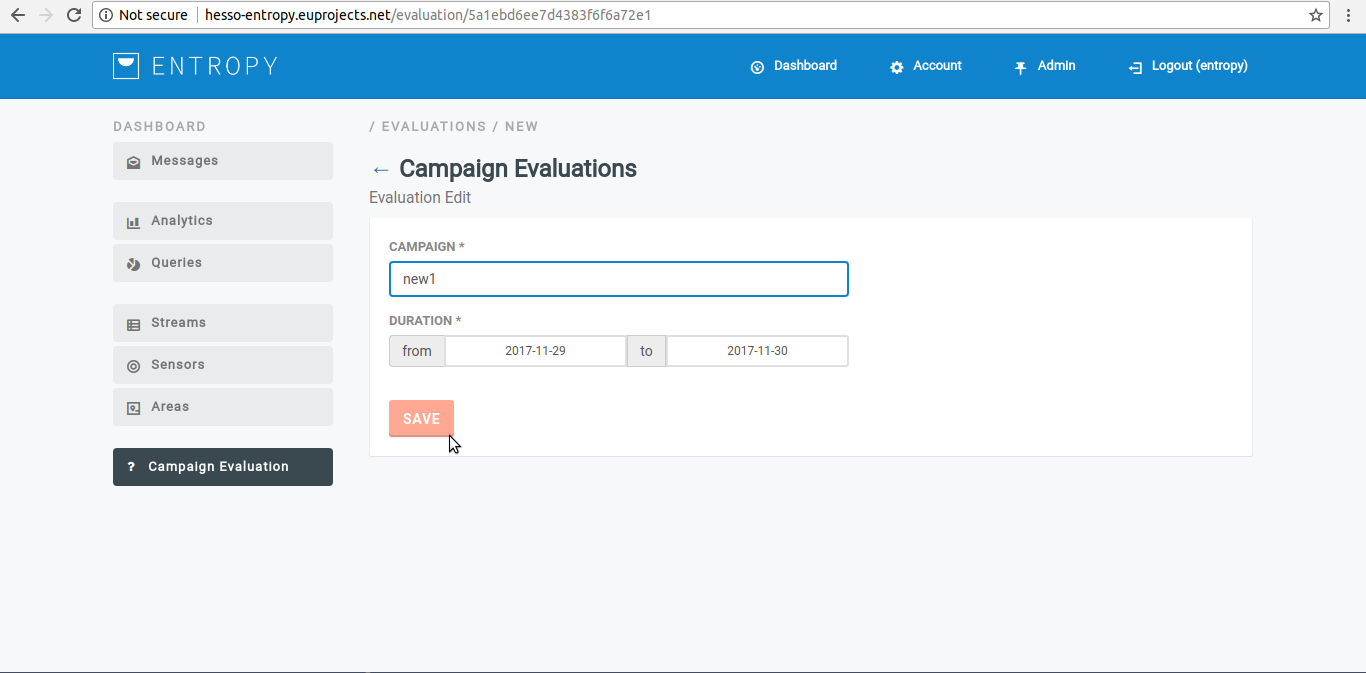 Not secure | hesso-entropy.euprojects.net/evaluation/5a1ebd6ee7d4383f6f6a72e1
ENTROPY
Dashboard
Account
Admin
Logout (entropy)
DASHBOARD
Messages
Analytics
Queries
Streams
Sensors
Areas
? Campaign Evaluation
/ EVALUATIONS / NEW
← Campaign Evaluations
Evaluation Edit
CAMPAIGN *
new1
DURATION *
from 2017-11-29 to 2017-11-30
SAVE